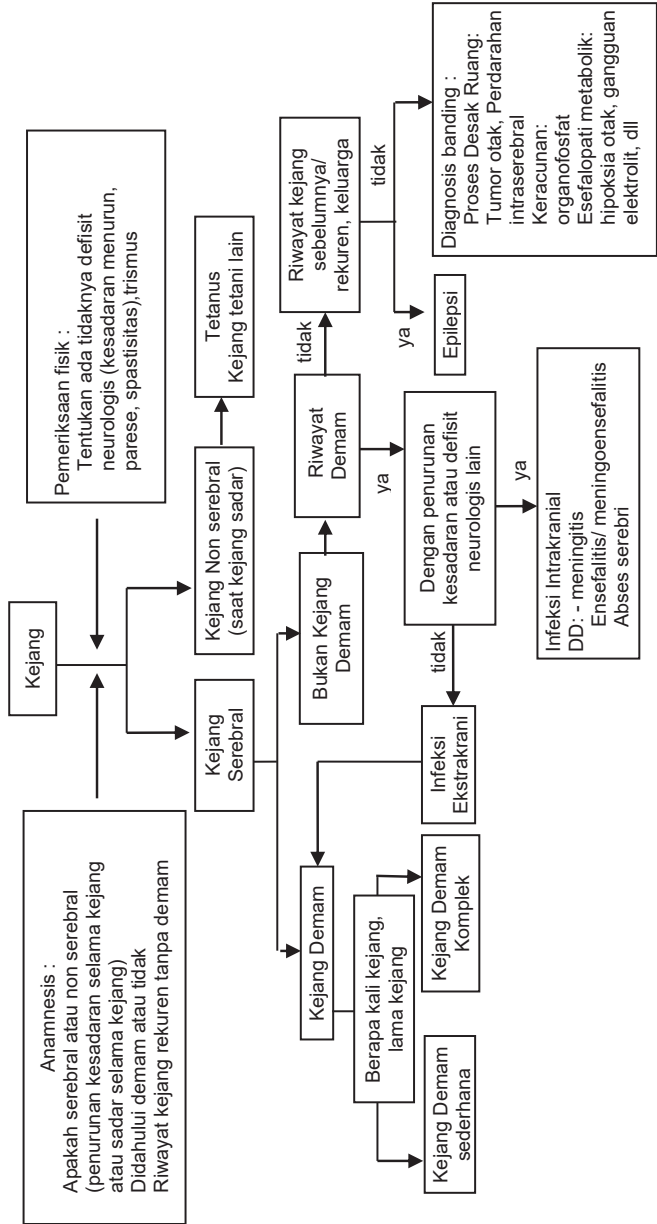 Kejang
Anamnesis :
Apakah serebral atau non serebral
(penurunan kesadaran selama kejang
atau sadar selama kejang)
Didahului demam atau tidak
Riwayat kejang rekuren tanpa demam
Pemeriksaan fisik :
Tentukan ada tidaknya defisit
neurologis (kesadaran menurun,
parese, spastisitas),trismus
Kejang
Serebral
Kejang Non serebral
(saat kejang sadar)
Tetanus
Kejang tetani lain
Kejang Demam
Bukan Kejang
Demam
Riwayat
Demam
tidak
Riwayat kejang
sebelumnya/
rekuren, keluarga
Berapa kali kejang,
lama kejang
Infeksi
Ekstrakrani
tidak
Dengan penurunan
kesadaran atau defisit
neurologis lain
ya
ya
Epilepsi
tidak
Kejang Demam
sederhana
Kejang Demam
Komplek
ya
Infeksi Intrakranial
DD: - meningitis
Ensefalitis/ meningoensefalitis
Abses serebri
Diagnosis banding :
Proses Desak Ruang:
Tumor otak, Perdarahan
intraserebral
Keracunan:
organofosfat
Esefalopati metabolik:
hipoksia otak, gangguan
elektrolit, dll